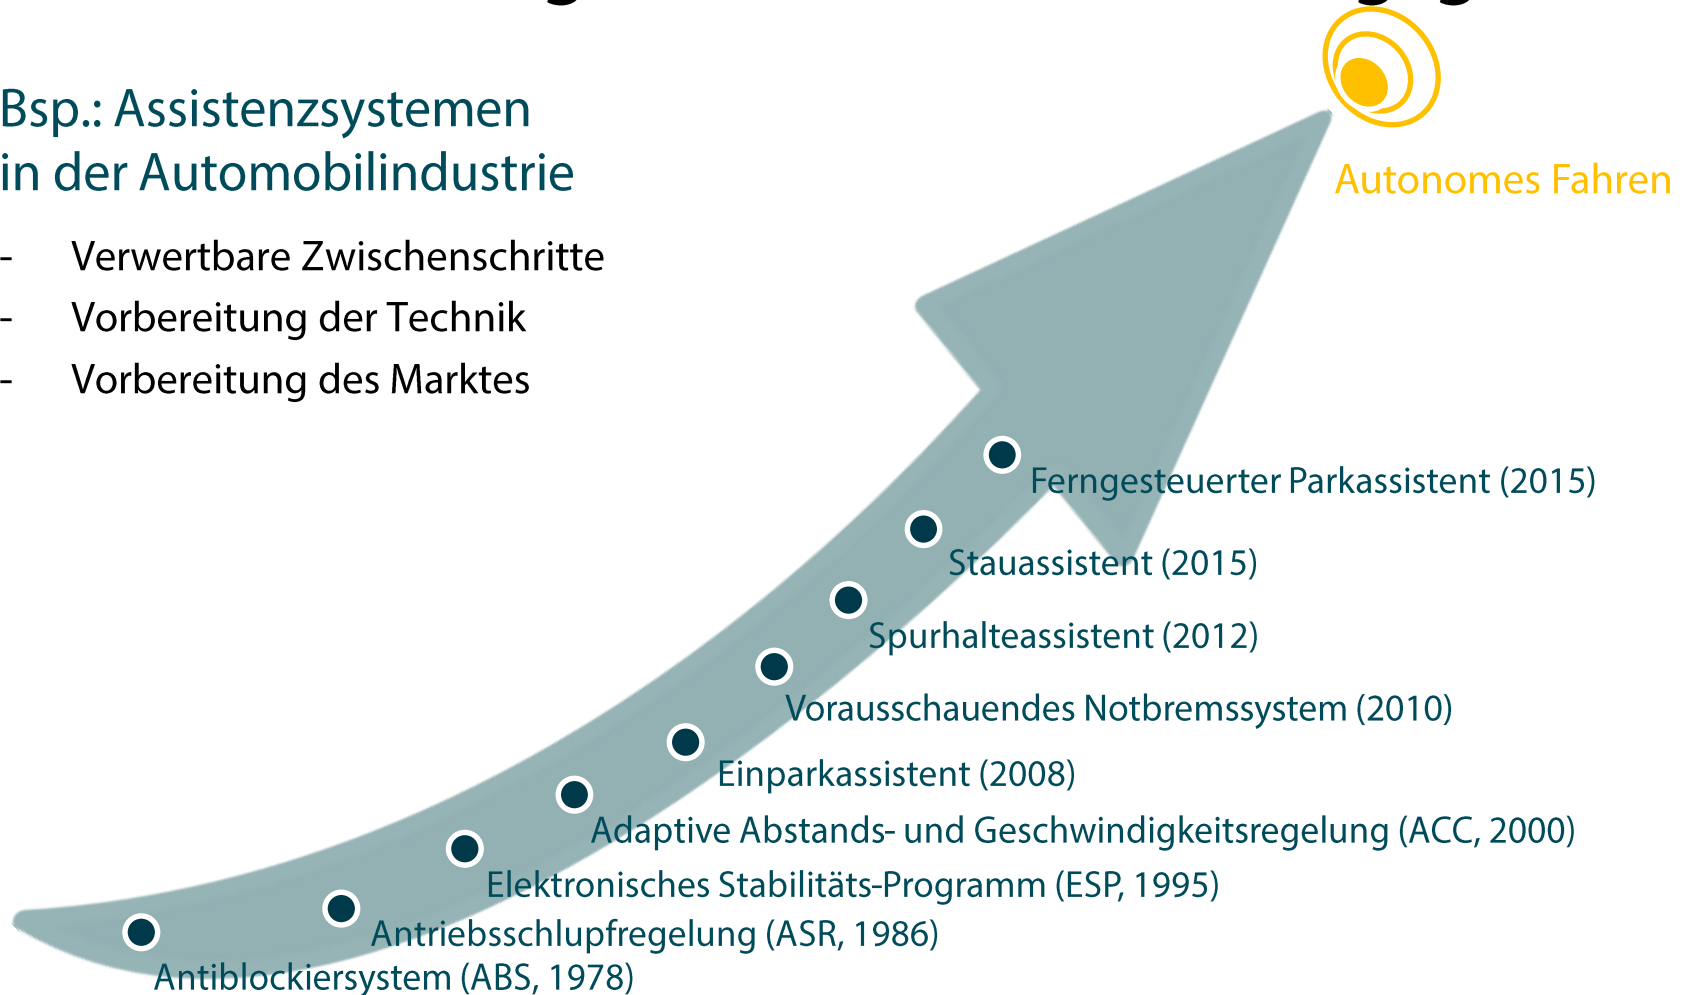 Bsp.: Assistenzsystemen
in der Automobilindustrie
- Verwertbare Zwischenschritte
- Vorbereitung der Technik
- Vorbereitung des Marktes
Autonomes Fahren
Ferngesteuerter Parkassistent (2015)
Stauassistent (2015)
Spurhalteassistent (2012)
Vorausschauendes Notbremssystem (2010)
Einparkassistent (2008)
Adaptive Abstands- und Geschwindigkeitsregelung (ACC, 2000)
Elektronisches Stabilitäts-Programm (ESP, 1995)
Antriebsschlupfregelung (ASR, 1986)
Antiblockiersystem (ABS, 1978)